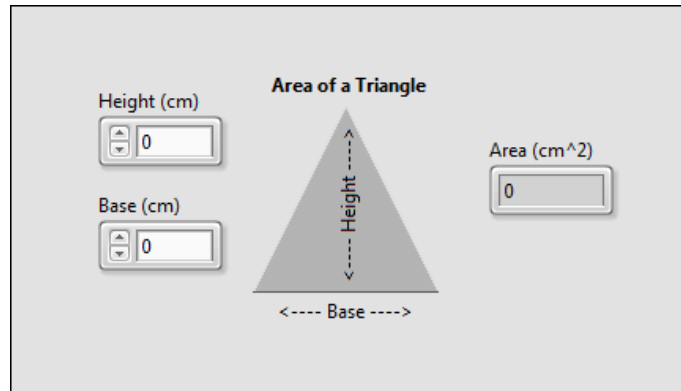 Area of a Triangle
Height (cm)
0
Base (cm)
0
<---- Height ---->
<---- Base ---->
Area (cm^2)
0